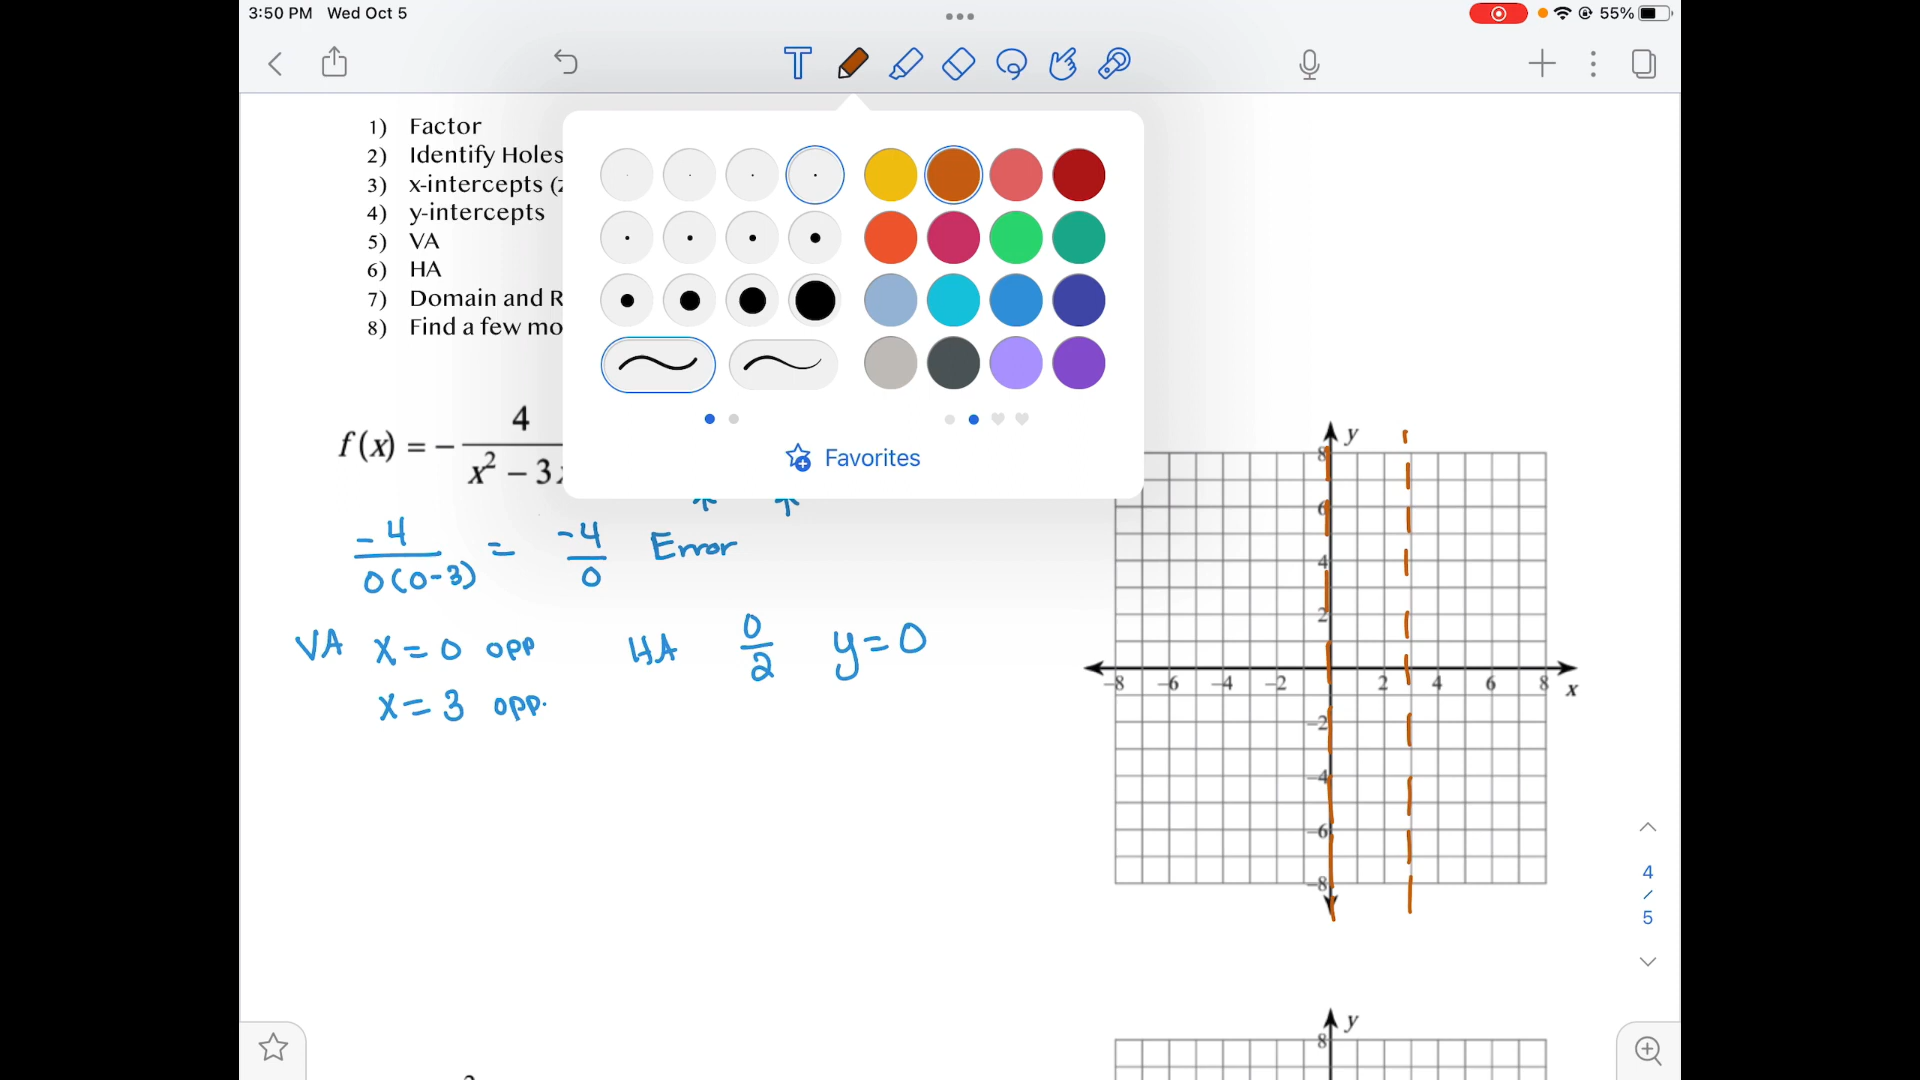 3:50 PM Wed Oct 5
55%
T
1) Factor
2) Identify Holes
3) x-intercepts (z
4) y-intercepts
5) VA
6) HA
7) Domain and R
8) Find a few mo
Favorites
f(x) = - 4 / x² - 3x
-4 / 0(0-3) = -4 / 0 Error
VA x=0 opp HA 0/2 y=0
x=3 opp.
y
8
6
4
2
-8 -6 -4 -2 2 4 6 8 x
-2
-4
-6
-8
4 / 5
y
8